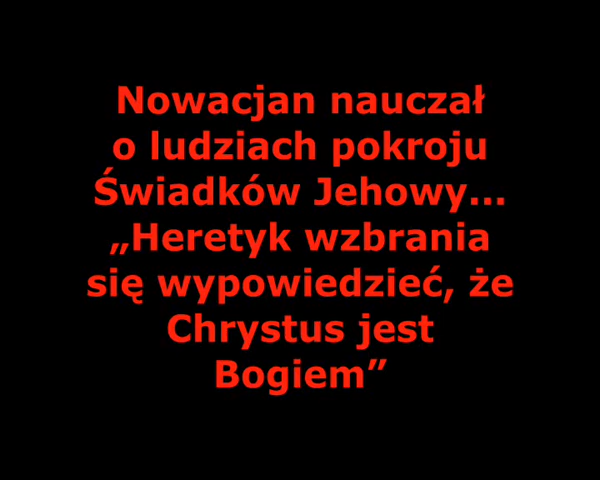 Nowacjan nauczał
o ludziach pokroju
Świadków Jehowy...
„Heretyk wzbrania
się wypowiedzieć, że
Chrystus jest
Bogiem”